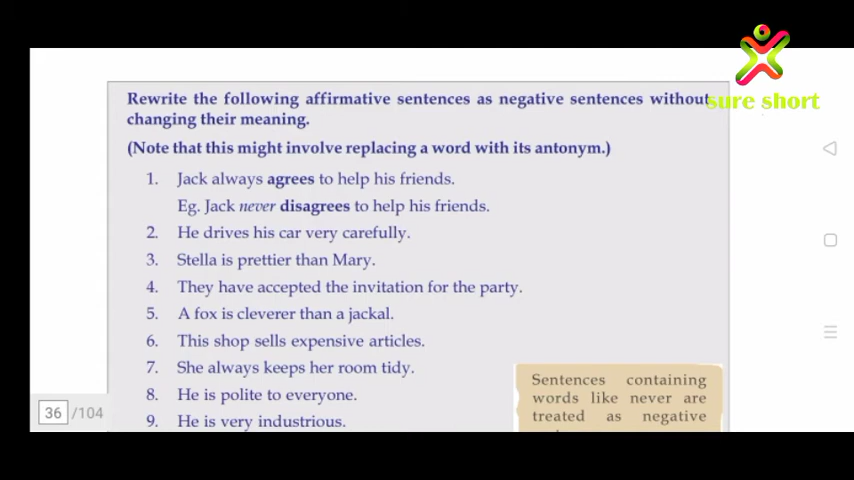 sure short
Rewrite the following affirmative sentences as negative sentences without
changing their meaning.
(Note that this might involve replacing a word with its antonym.)
1. Jack always agrees to help his friends.
Eg. Jack never disagrees to help his friends.
2. He drives his car very carefully.
3. Stella is prettier than Mary.
4. They have accepted the invitation for the party.
5. A fox is cleverer than a jackal.
6. This shop sells expensive articles.
7. She always keeps her room tidy.
8. He is polite to everyone.
9. He is very industrious.
Sentences containing
words like never are
treated as negative
36 /104